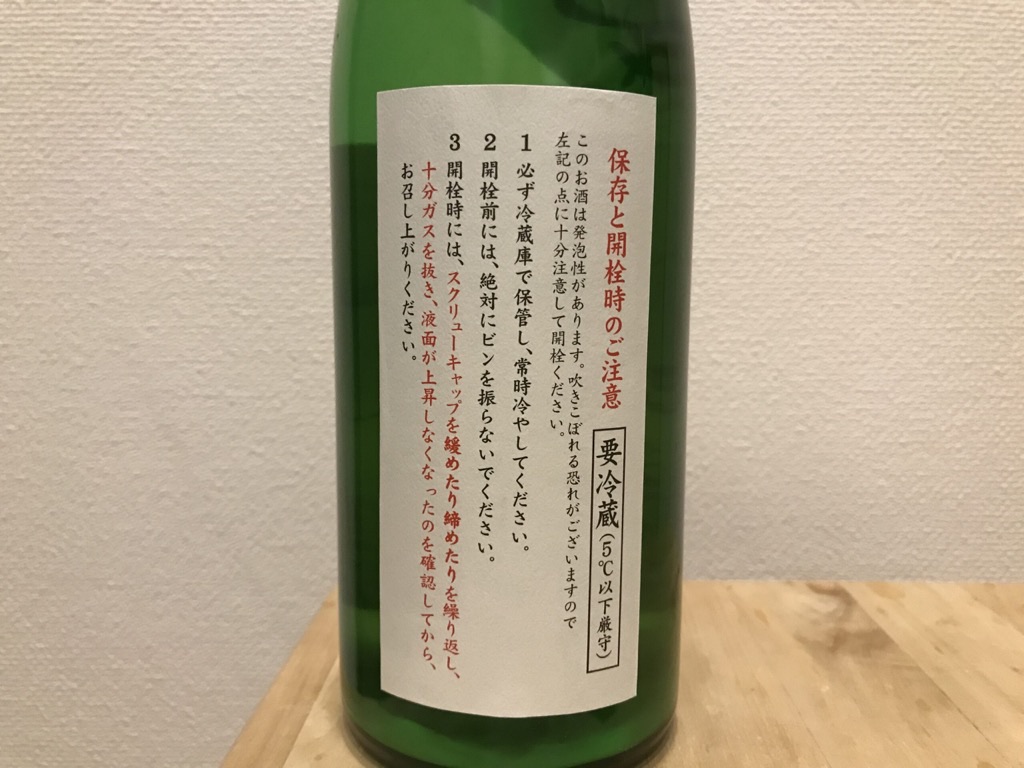 保存と開栓時のご注意
要冷蔵(5℃以下厳守)
このお酒は発泡性があります。吹きこぼれる恐れがございますので
左記の点に十分注意して開栓ください。
1 必ず冷蔵庫で保管し、常時冷やしてください。
2 開栓前には、絶対にビンを振らないでください。
3 開栓時には、スクリューキャップを緩めたり締めたりを繰り返し、
十分ガスを抜き、液面が上昇しなくなったのを確認してから、
お召し上がりください。